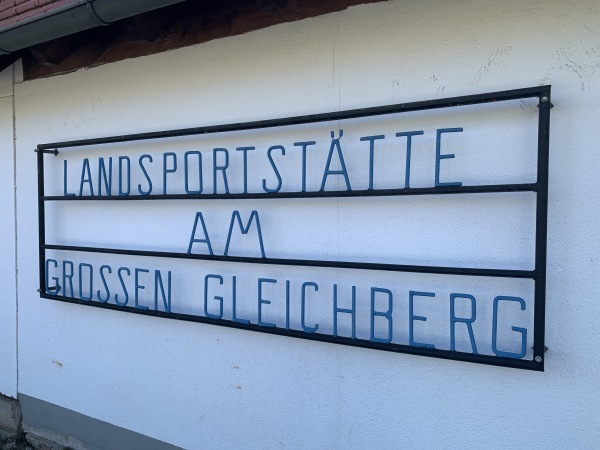 LANDSPORTSTÄTTE
AM
GROSSEN GLEICHBERG